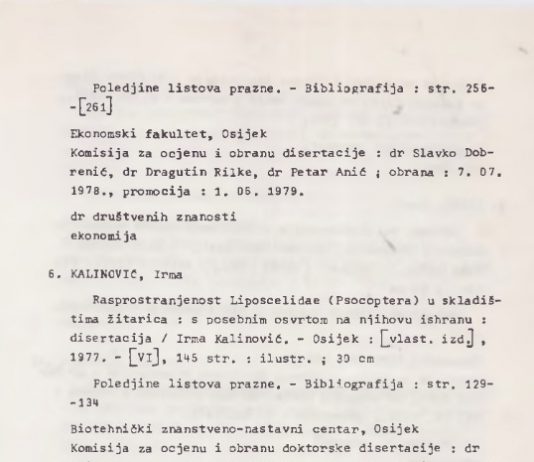 Poledjine listova prazne. - Bibliografija : str. 256-
-[261]
Ekonomski fakultet, Osijek
Komisija za ocjenu i obranu disertacije : dr Slavko Dob-
renić, dr Dragutin Rilke, dr Petar Anić ; obrana : 7. 07.
1978., promocija : 1. 06. 1979.
dr društvenih znanosti
ekonomija
6. KALINOVIĆ, Irma
Rasprostranjenost Liposcelidae (Psocoptera) u skladiš-
tima žitarica : s posebnim osvrtom na njihovu ishranu :
disertacija / Irma Kalinović. - Osijek : [vlast. izd.] ,
1977. - [VI], 145 str. : ilustr. ; 30 cm
Poledjine listova prazne. - Bibliografija : str. 129-
-134
Biotehnički znanstveno-nastavni centar, Osijek
Komisija za ocjenu i obranu doktorske disertacije : dr